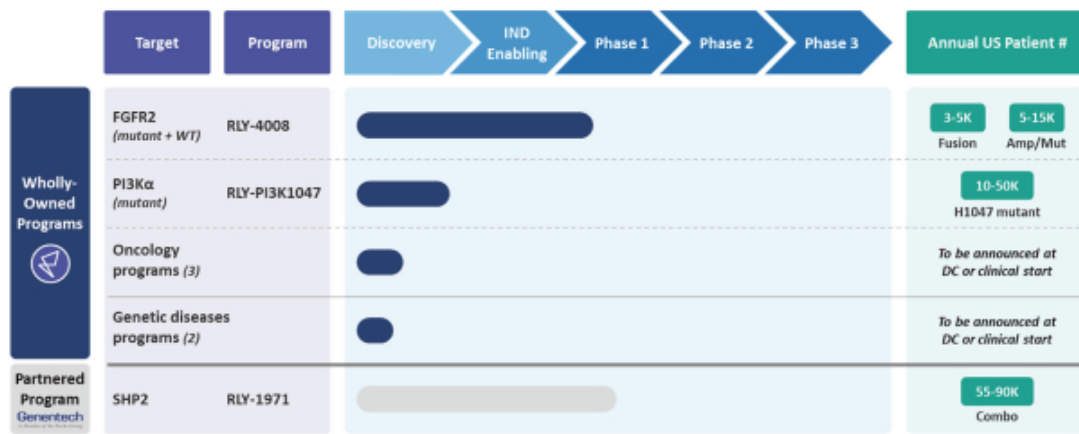 Target
Program
Discovery
IND
Enabling
Phase 1
Phase 2
Phase 3
Annual US Patient #
Wholly-
Owned
Programs
FGFR2
(mutant + WT)
RLY-4008
3-5K
5-15K
Fusion
Amp/Mut
PI3Kα
(mutant)
RLY-PI3K1047
10-50K
H1047 mutant
Oncology
programs (3)
To be announced at
DC or clinical start
Genetic diseases
programs (2)
To be announced at
DC or clinical start
Partnered
Program
Genentech
SHP2
RLY-1971
55-90K
Combo